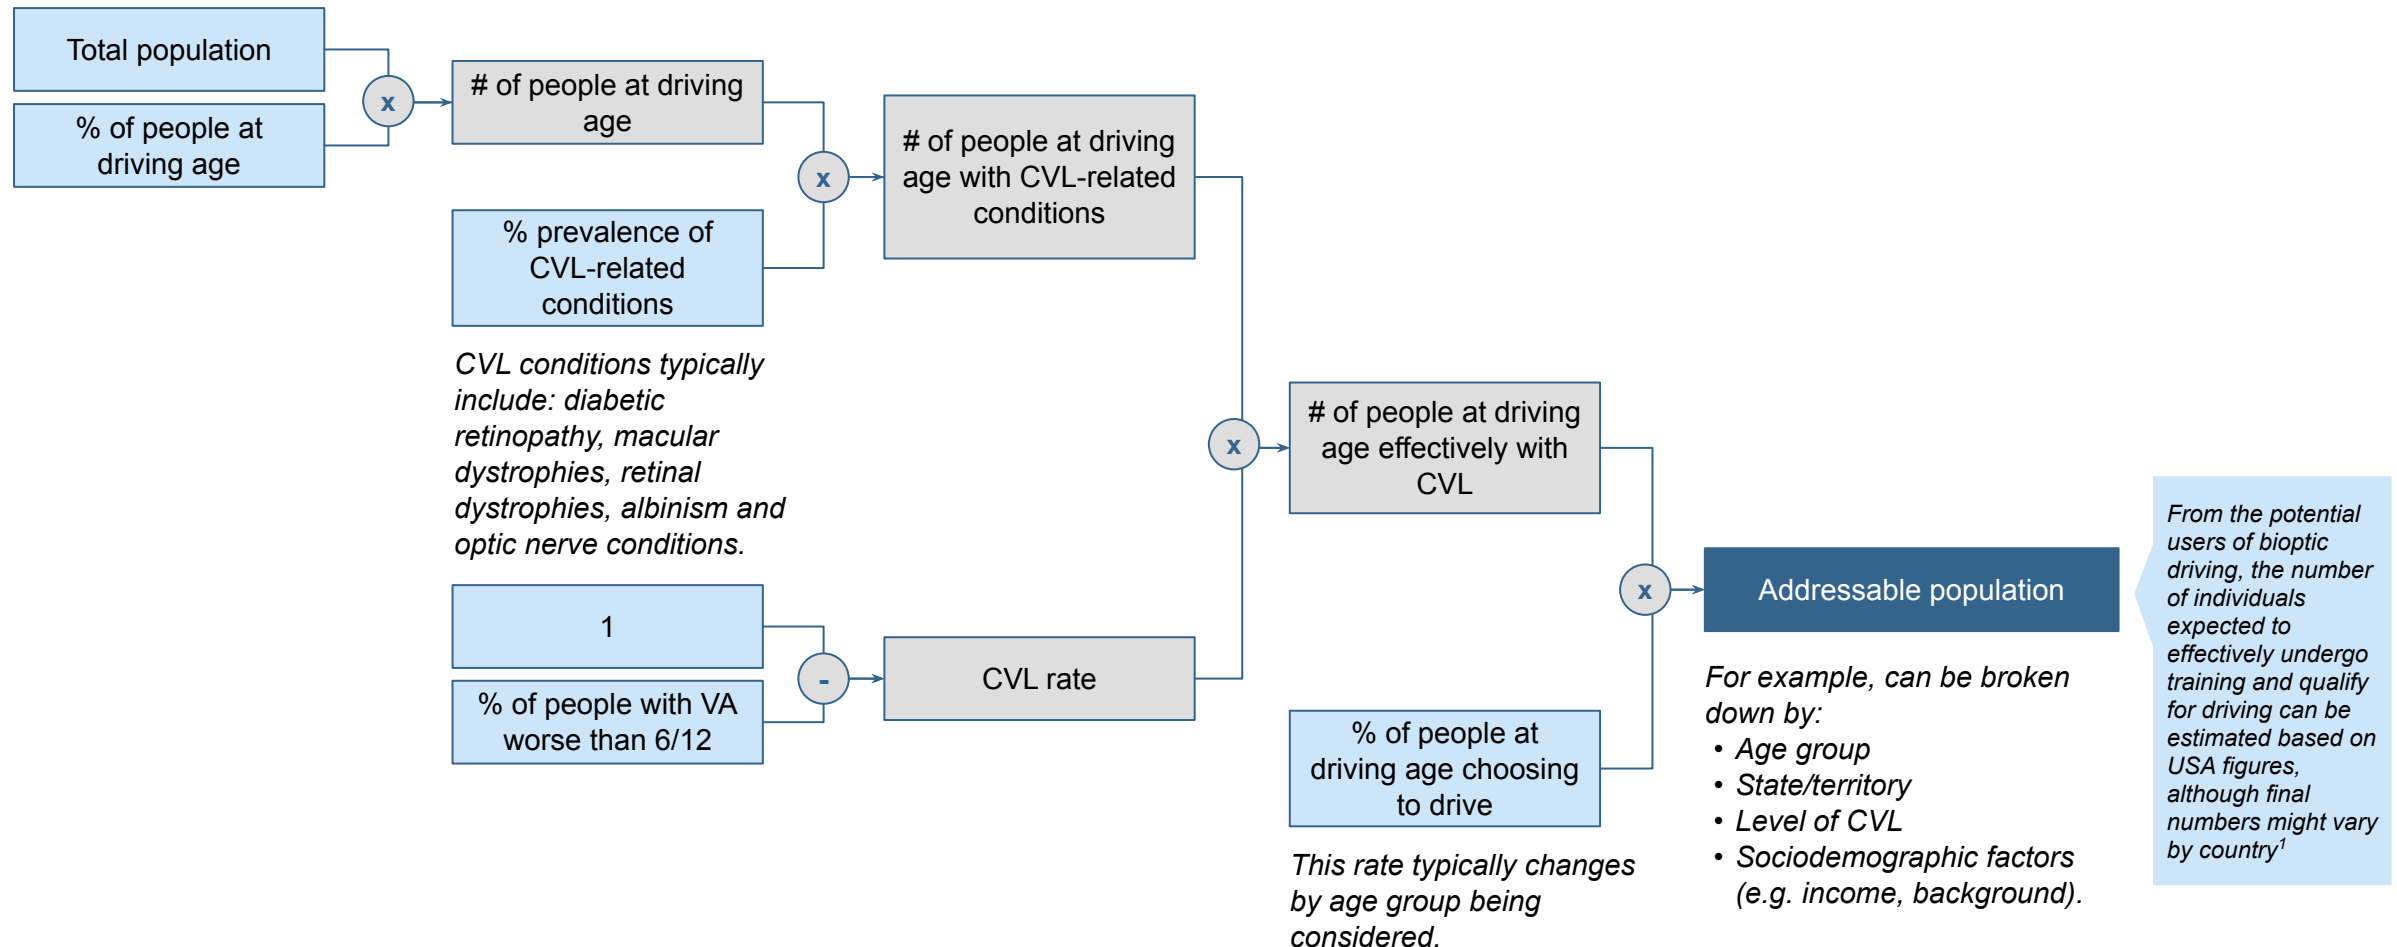 Total population
% of people at
driving age
x
# of people at driving
age
% prevalence of
CVL-related
conditions
x
# of people at driving
age with CVL-related
conditions
CVL conditions typically
include: diabetic
retinopathy, macular
dystrophies, retinal
dystrophies, albinism and
optic nerve conditions.
1
% of people with VA
worse than 6/12
-
CVL rate
x
# of people at driving
age effectively with
CVL
% of people at
driving age choosing
to drive
This rate typically changes
by age group being
considered.
x
Addressable population
For example, can be broken
down by:
• Age group
• State/territory
• Level of CVL
• Sociodemographic factors
(e.g. income, background).
From the potential
users of bioptic
driving, the number
of individuals
expected to
effectively undergo
training and qualify
for driving can be
estimated based on
USA figures,
although final
numbers might vary
by country¹